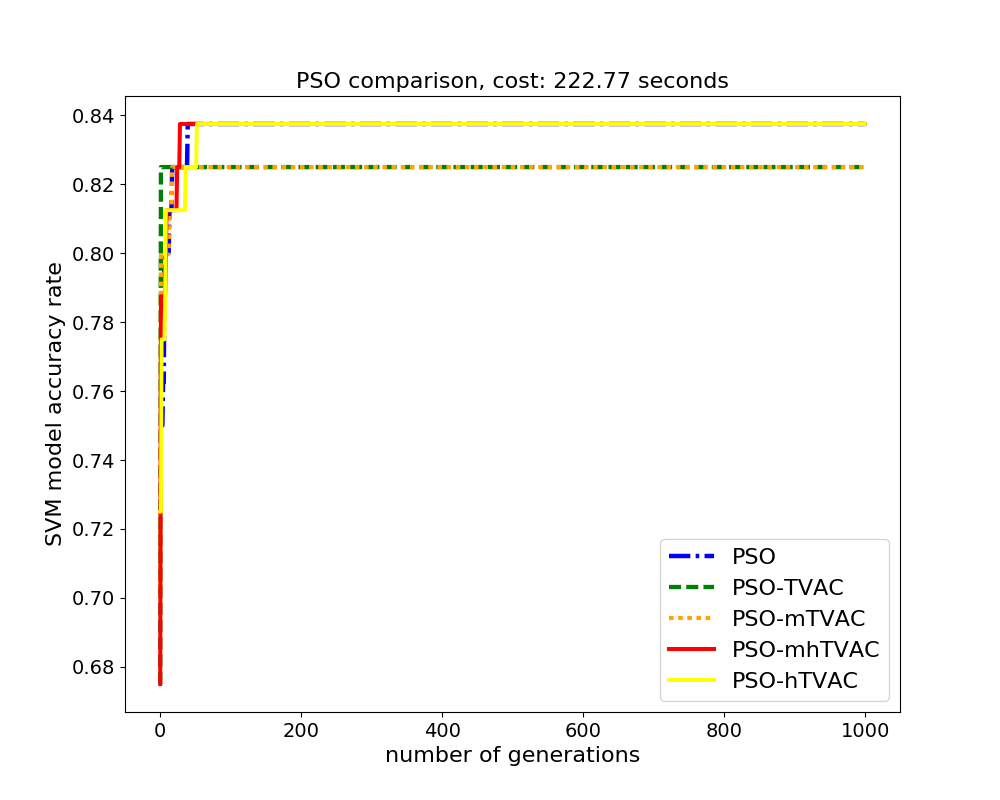 PSO comparison, cost: 222.77 seconds
SVM model accuracy rate
0.84
0.82
0.80
0.78
0.76
0.74
0.72
0.70
0.68
0 200 400 600 800 1000
number of generations
PSO
PSO-TVAC
PSO-mTVAC
PSO-mhTVAC
PSO-hTVAC